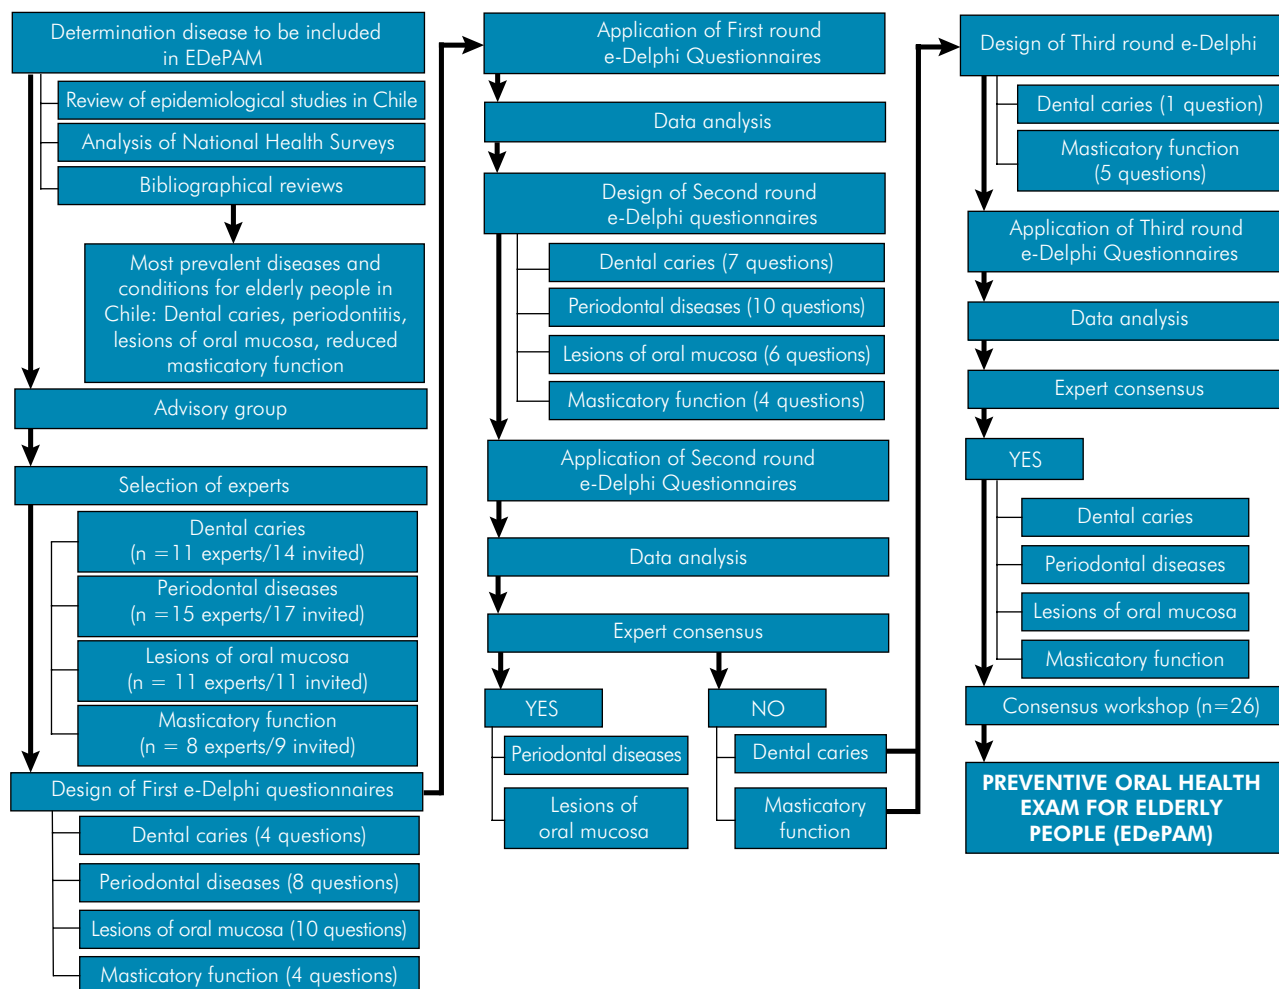 Determination disease to be included
in EDePAM
Review of epidemiological studies in Chile
Analysis of National Health Surveys
Bibliographical reviews
Most prevalent diseases and
conditions for elderly people in
Chile: Dental caries, periodontitis,
lesions of oral mucosa, reduced
masticatory function
Advisory group
Selection of experts
Dental caries
(n =11 experts/14 invited)
Periodontal diseases
(n =15 experts/17 invited)
Lesions of oral mucosa
(n = 11 experts/11 invited)
Masticatory function
(n = 8 experts/9 invited)
Design of First e-Delphi questionnaires
Dental caries (4 questions)
Periodontal diseases (8 questions)
Lesions of oral mucosa (10 questions)
Masticatory function (4 questions)
Application of First round
e-Delphi Questionnaires
Data analysis
Design of Second round
e-Delphi questionnaires
Dental caries (7 questions)
Periodontal diseases (10 questions)
Lesions of oral mucosa (6 questions)
Masticatory function (4 questions)
Application of Second round
e-Delphi Questionnaires
Data analysis
Expert consensus
YES
Periodontal diseases
Lesions of
oral mucosa
NO
Dental caries
Masticatory
function
Design of Third round e-Delphi
Dental caries (1 question)
Masticatory function
(5 questions)
Application of Third round
e-Delphi Questionnaires
Data analysis
Expert consensus
YES
Dental caries
Periodontal diseases
Lesions of oral mucosa
Masticatory function
Consensus workshop (n=26)
PREVENTIVE ORAL HEALTH
EXAM FOR ELDERLY
PEOPLE (EDePAM)